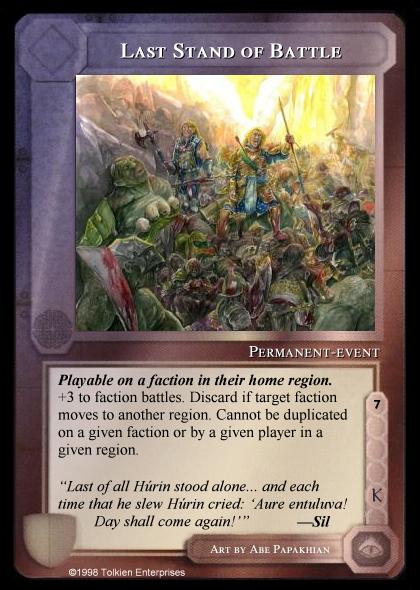 LAST STAND OF BATTLE
PERMANENT-EVENT
Playable on a faction in their home region.
+3 to faction battles. Discard if target faction
moves to another region. Cannot be duplicated
on a given faction or by a given player in a
given region.
7
“Last of all Húrin stood alone... and each
time that he slew Húrin cried: ‘Aure entuluva!
Day shall come again!’” —Sil
K
ART BY ABE PAPAKHIAN
©1998 Tolkien Enterprises